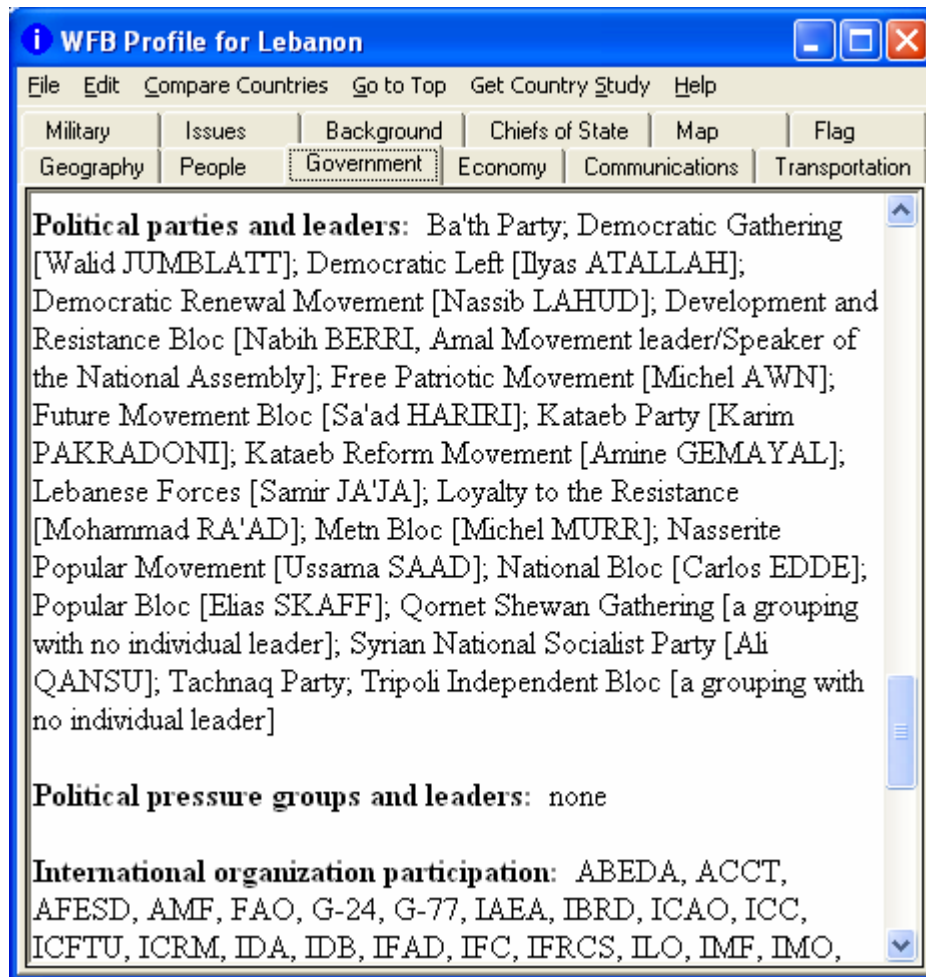 WFB Profile for Lebanon
File Edit Compare Countries Go to Top Get Country Study Help
Military Issues Background Chiefs of State Map Flag
Geography People Government Economy Communications Transportation
Political parties and leaders: Ba'th Party; Democratic Gathering
[Walid JUMBLATT]; Democratic Left [Ilyas ATALLAH];
Democratic Renewal Movement [Nassib LAHUD]; Development and
Resistance Bloc [Nabih BERRI, Amal Movement leader/Speaker of
the National Assembly]; Free Patriotic Movement [Michel AWN];
Future Movement Bloc [Sa'ad HARIRI]; Kataeb Party [Karim
PAKRADONI]; Kataeb Reform Movement [Amine GEMAYAL];
Lebanese Forces [Samir JA'JA]; Loyalty to the Resistance
[Mohammad RA'AD]; Metn Bloc [Michel MURR]; Nasserite
Popular Movement [Ussama SAAD]; National Bloc [Carlos EDDE];
Popular Bloc [Elias SKAFF]; Qornet Shewan Gathering [a grouping
with no individual leader]; Syrian National Socialist Party [Ali
QANSU]; Tachnaq Party; Tripoli Independent Bloc [a grouping with
no individual leader]
Political pressure groups and leaders: none
International organization participation: ABEDA, ACCT,
AFESD, AMF, FAO, G-24, G-77, IAEA, IBRD, ICAO, ICC,
ICFTU, ICRM, IDA, IDB, IFAD, IFC, IFRCS, ILO, IMF, IMO,